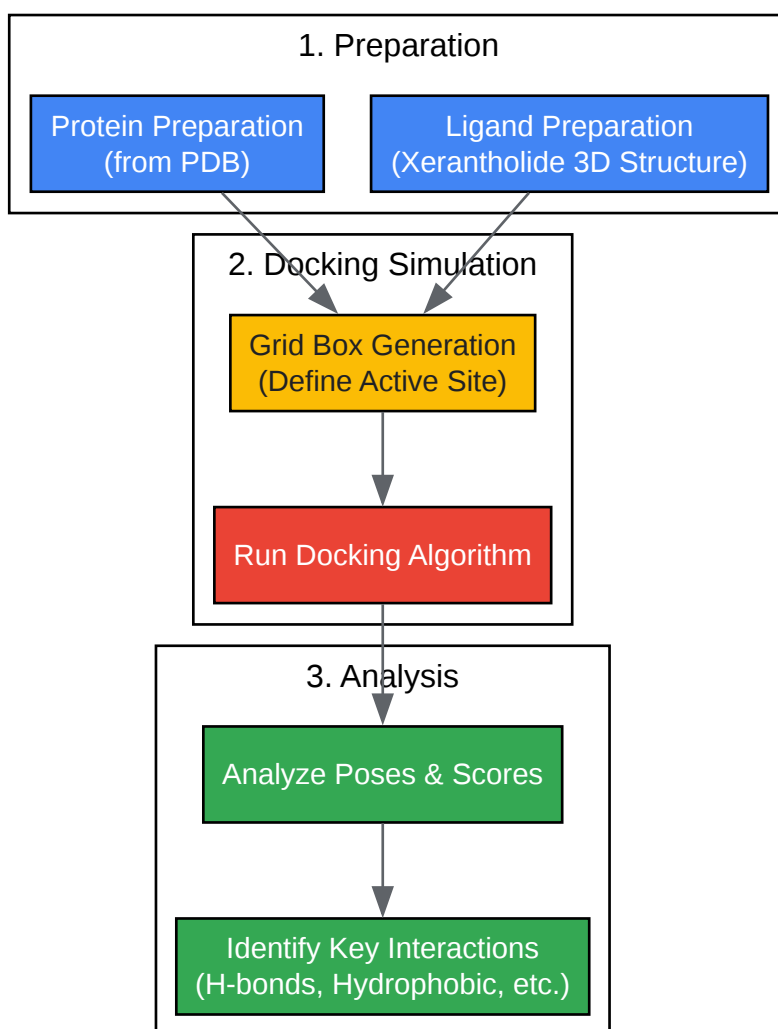 1. Preparation
Protein Preparation
(from PDB)
Ligand Preparation
(Xerantholide 3D Structure)
2. Docking Simulation
Grid Box Generation
(Define Active Site)
Run Docking Algorithm
3. Analysis
Analyze Poses & Scores
Identify Key Interactions
(H-bonds, Hydrophobic, etc.)